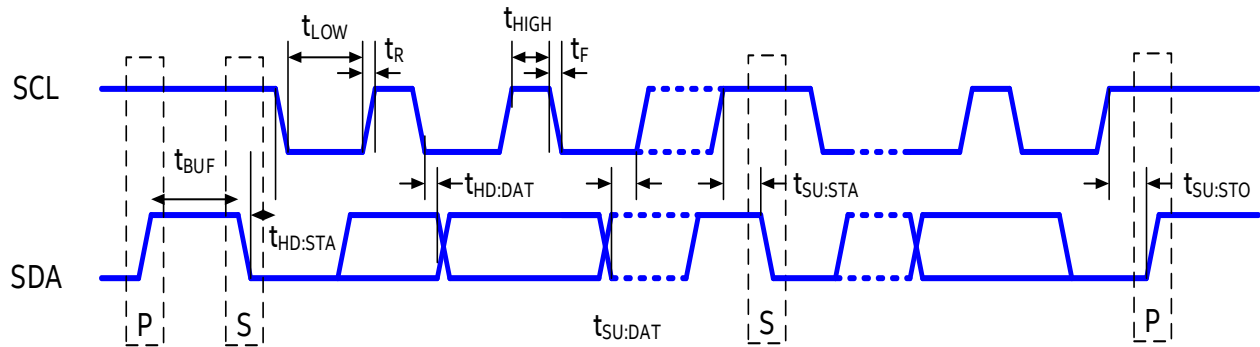 tLOW
tHIGH
tR
tF
SCL
tBUF
tHD:DAT
tSU:STA
tSU:STO
tHD:STA
SDA
P
S
tSU:DAT
S
P